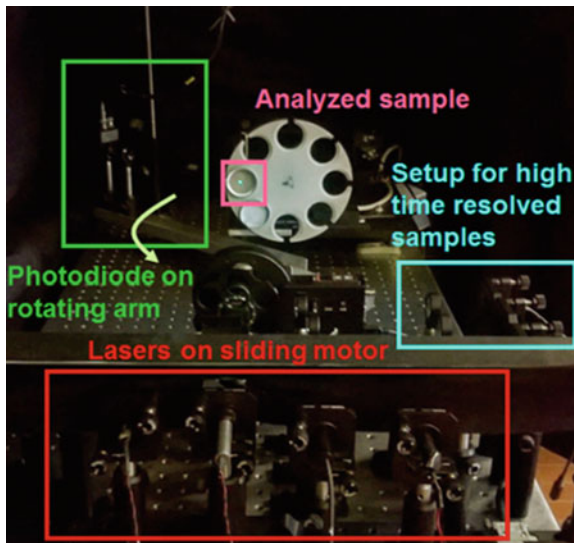 Analyzed sample
Setup for high
time resolved
samples
Photodiode on
rotating arm
Lasers on sliding motor